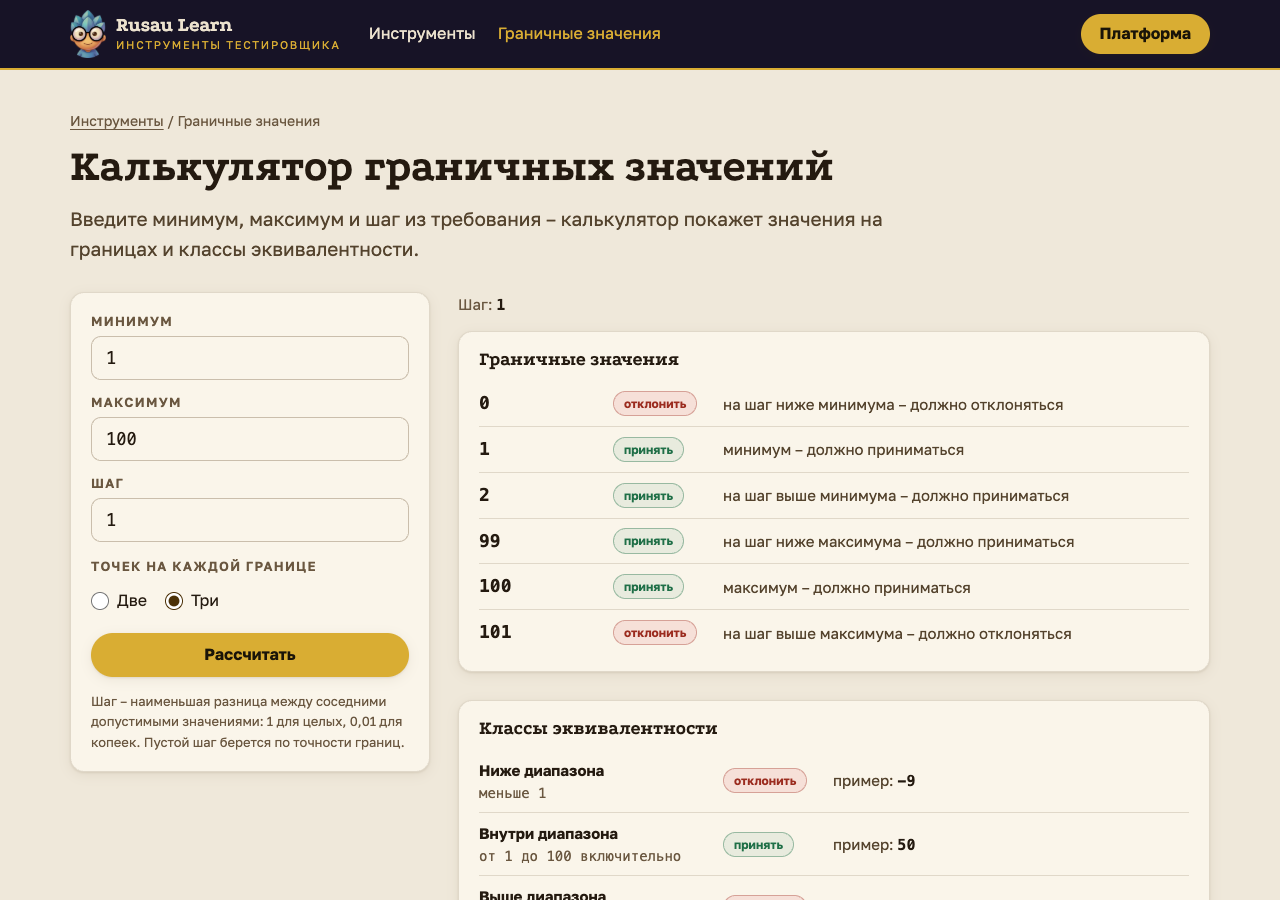 Rusau Learn
ИНСТРУМЕНТЫ ТЕСТИРОВЩИКА
Инструменты
Граничные значения
Платформа
Инструменты / Граничные значения
Калькулятор граничных значений
Введите минимум, максимум и шаг из требования – калькулятор покажет значения на
границах и классы эквивалентности.
МИНИМУМ
1
МАКСИМУМ
100
ШАГ
1
ТОЧЕК НА КАЖДОЙ ГРАНИЦЕ
Две
Три
Рассчитать
Шаг – наименьшая разница между соседними
допустимыми значениями: 1 для целых, 0,01 для
копеек. Пустой шаг берется по точности границ.
Шаг: 1
Граничные значения
0 отклонить на шаг ниже минимума – должно отклоняться
1 принять минимум – должно приниматься
2 принять на шаг выше минимума – должно приниматься
99 принять на шаг ниже максимума – должно приниматься
100 принять максимум – должно приниматься
101 отклонить на шаг выше максимума – должно отклоняться
Классы эквивалентности
Ниже диапазона
меньше 1
отклонить
пример: −9
Внутри диапазона
от 1 до 100 включительно
принять
пример: 50
Выше диапазона